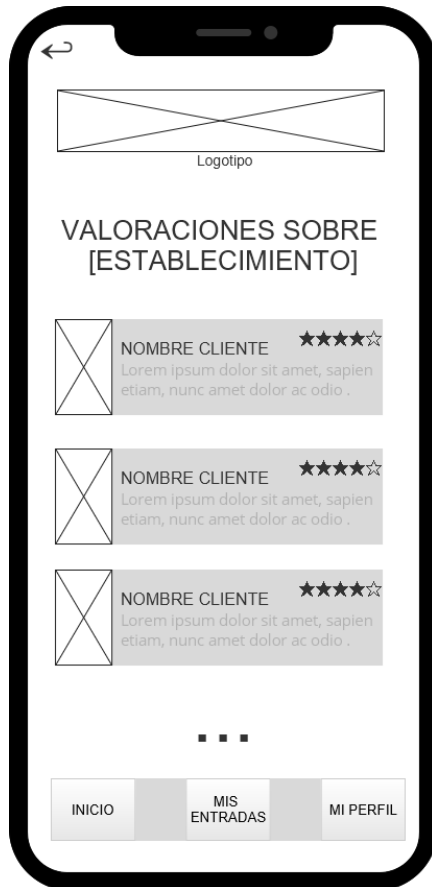 Logotipo
VALORACIONES SOBRE
[ESTABLECIMIENTO]
NOMBRE CLIENTE
Lorem ipsum dolor sit amet, sapien
etiam, nunc amet dolor ac odio .
NOMBRE CLIENTE
Lorem ipsum dolor sit amet, sapien
etiam, nunc amet dolor ac odio .
NOMBRE CLIENTE
Lorem ipsum dolor sit amet, sapien
etiam, nunc amet dolor ac odio .
...
INICIO
MIS
ENTRADAS
MI PERFIL